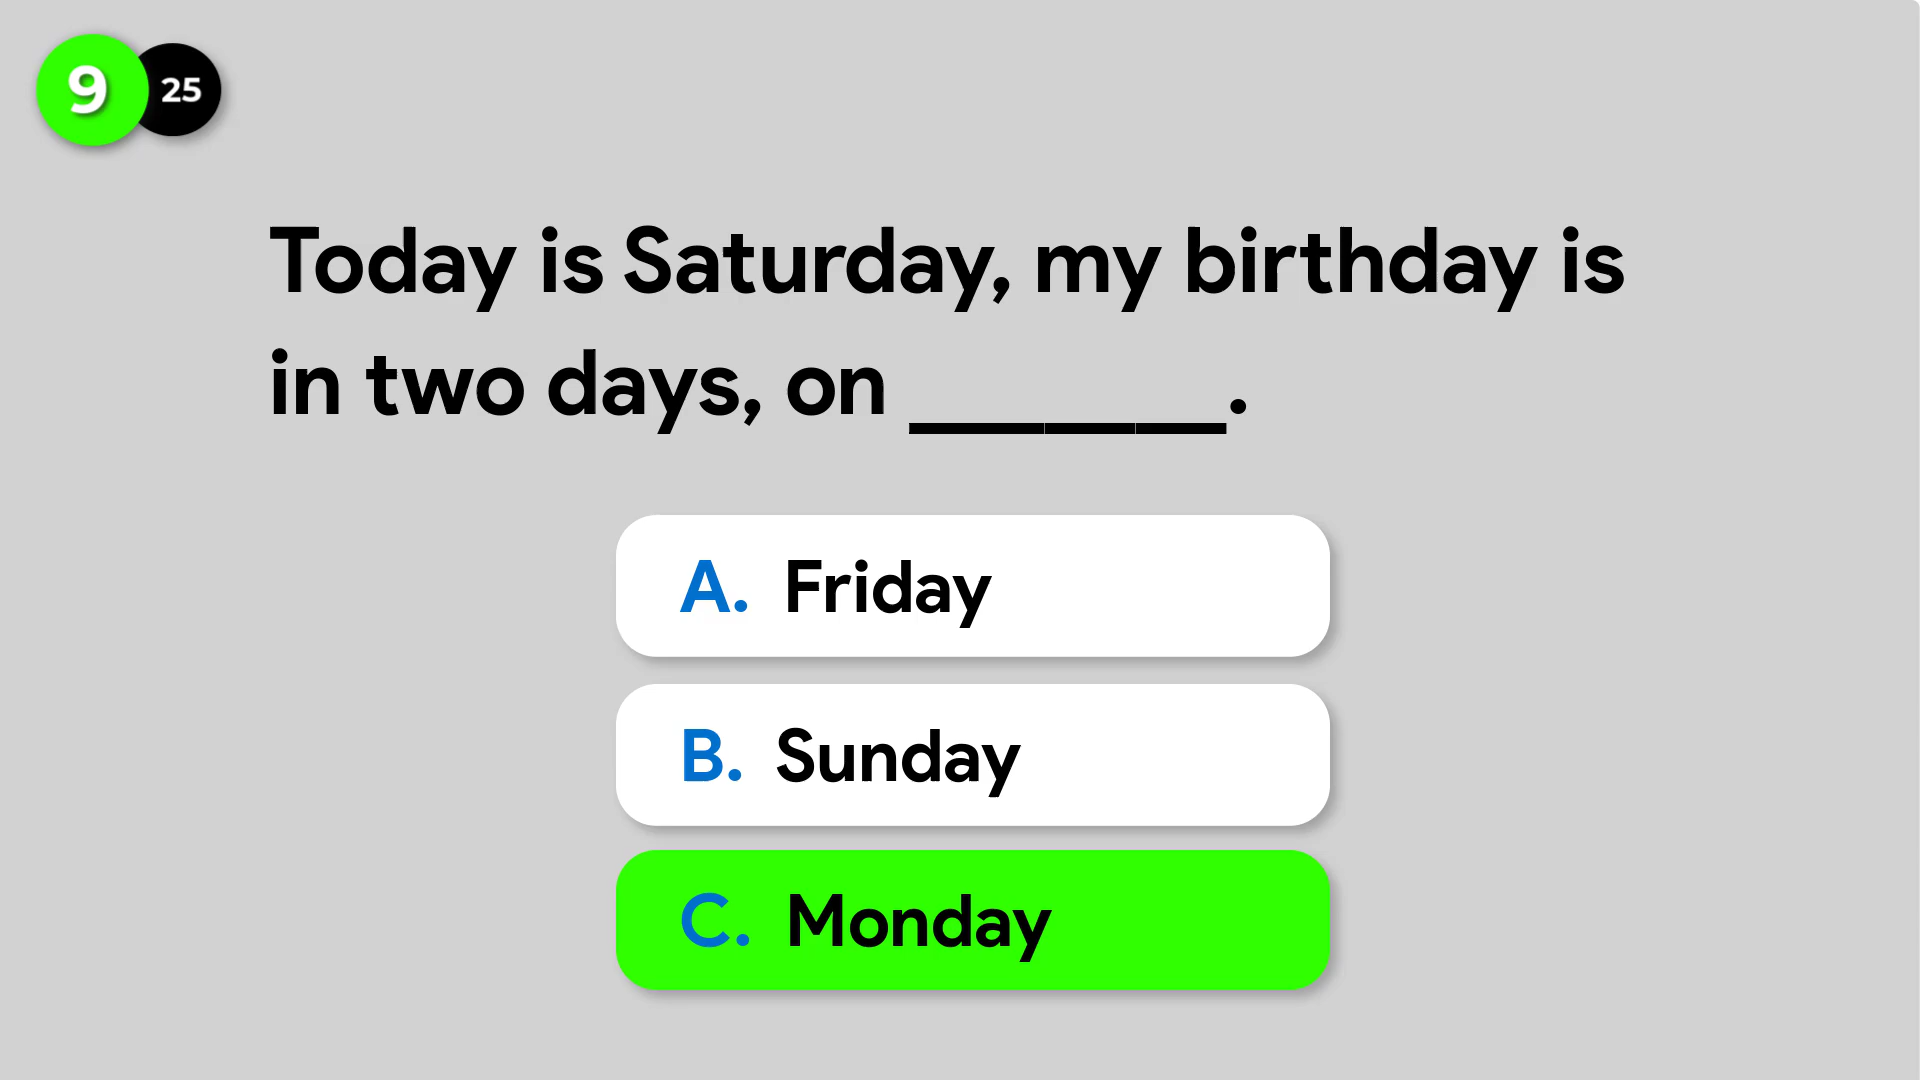 9 25
Today is Saturday, my birthday is
in two days, on _______.
A. Friday
B. Sunday
C. Monday